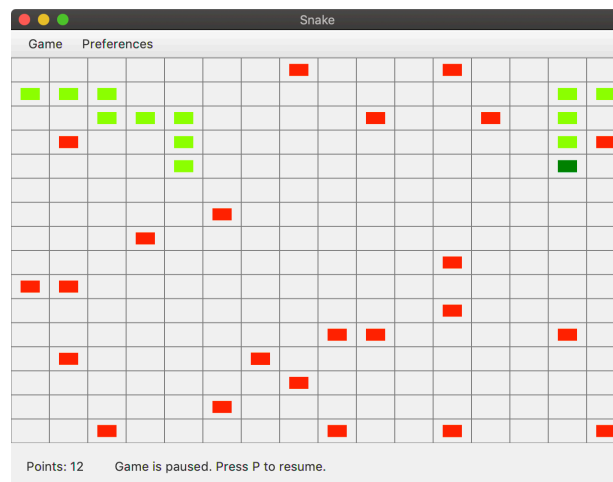 Snake
Game Preferences
Points: 12 Game is paused. Press P to resume.